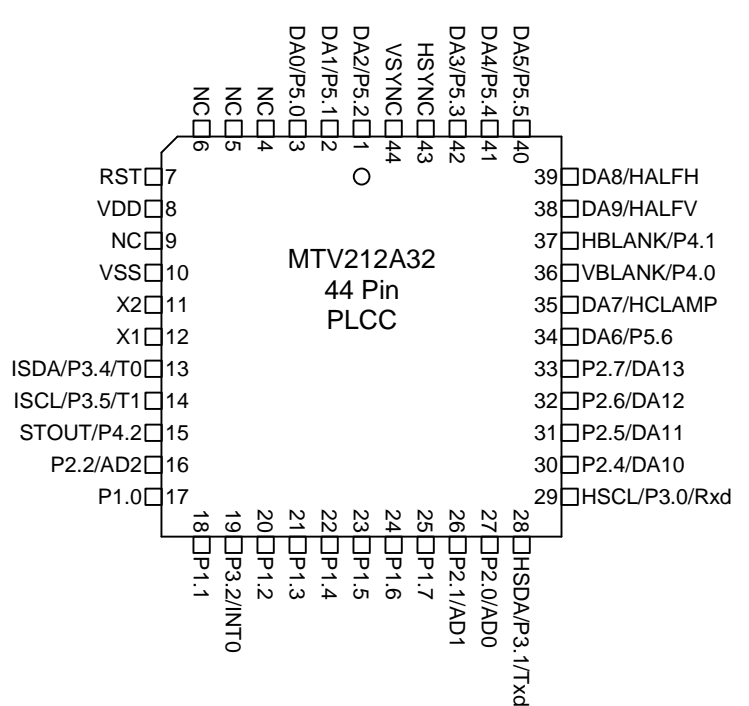 DA0/P5.0
DA1/P5.1
DA2/P5.2
VSYNC
HSYNC
DA3/P5.3
DA4/P5.4
DA5/P5.5
NC
NC
NC
6
5
4
3
2
1
44
43
42
41
40
RST 7
VDD 8
NC 9
VSS 10
X2 11
X1 12
ISDA/P3.4/T0 13
ISCL/P3.5/T1 14
STOUT/P4.2 15
P2.2/AD2 16
P1.0 17
MTV212A32
44 Pin
PLCC
39 DA8/HALFH
38 DA9/HALFV
37 HBLANK/P4.1
36 VBLANK/P4.0
35 DA7/HCLAMP
34 DA6/P5.6
33 P2.7/DA13
32 P2.6/DA12
31 P2.5/DA11
30 P2.4/DA10
29 HSCL/P3.0/Rxd
18 P1.1
19 P3.2/INT0
20 P1.2
21 P1.3
22 P1.4
23 P1.5
24 P1.6
25 P1.7
26 P2.1/AD1
27 P2.0/AD0
28 HSDA/P3.1/Txd